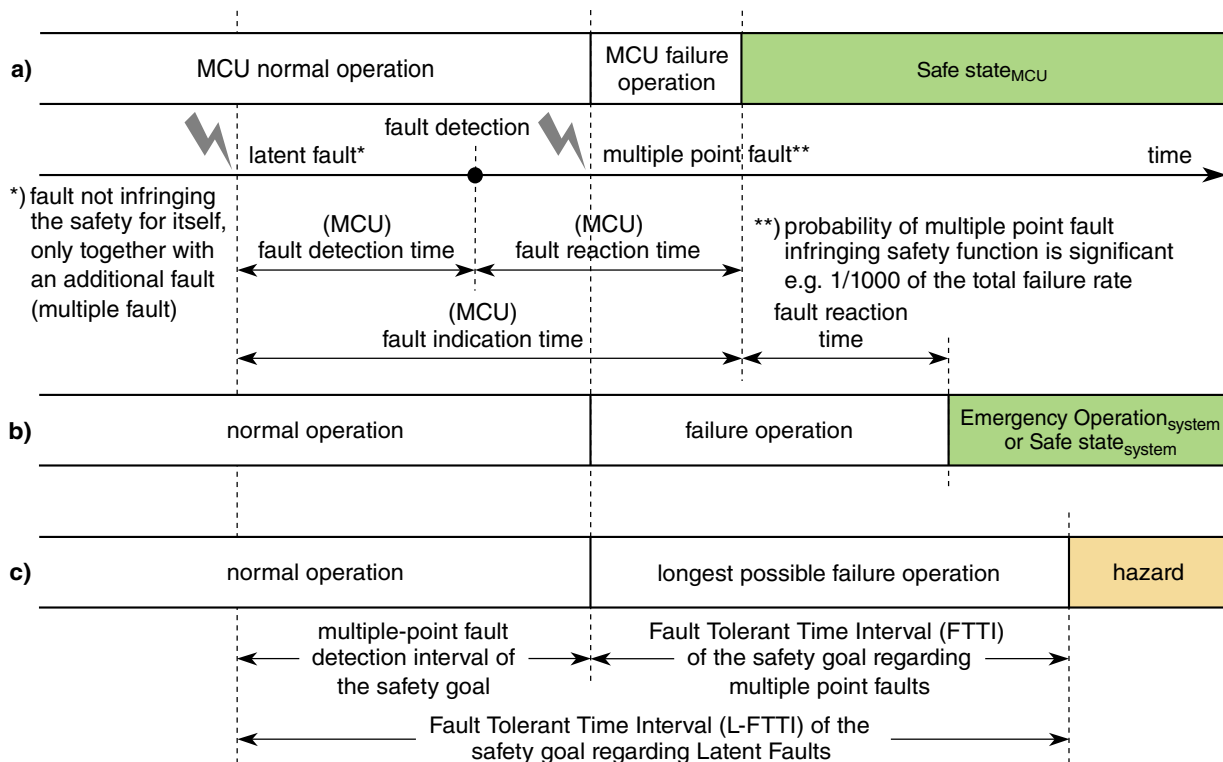 a)
MCU normal operation
MCU failure
operation
Safe stateMCU
fault detection
latent fault*
multiple point fault**
time
*) fault not infringing
the safety for itself,
only together with
an additional fault
(multiple fault)
(MCU)
fault detection time
(MCU)
fault reaction time
**) probability of multiple point fault
infringing safety function is significant
e.g. 1/1000 of the total failure rate
(MCU)
fault indication time
fault reaction
time
b)
normal operation
failure operation
Emergency Operationsystem
or Safe statesystem
c)
normal operation
longest possible failure operation
hazard
multiple-point fault
detection interval of
the safety goal
Fault Tolerant Time Interval (FTTI)
of the safety goal regarding
multiple point faults
Fault Tolerant Time Interval (L-FTTI) of the
safety goal regarding Latent Faults